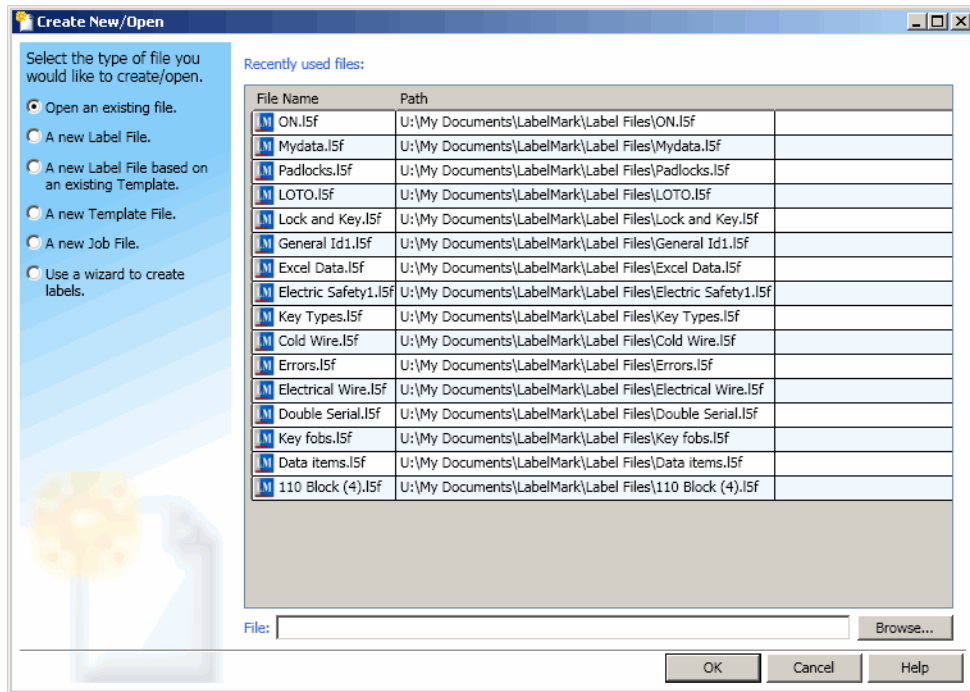 Create New/Open
Select the type of file you
would like to create/open.
Open an existing file.
A new Label File.
A new Label File based on
an existing Template.
A new Template File.
A new Job File.
Use a wizard to create
labels.
Recently used files:
File Name Path
ON.l5f U:\My Documents\LabelMark\Label Files\ON.l5f
Mydata.l5f U:\My Documents\LabelMark\Label Files\Mydata.l5f
Padlocks.l5f U:\My Documents\LabelMark\Label Files\Padlocks.l5f
LOTO.l5f U:\My Documents\LabelMark\Label Files\LOTO.l5f
Lock and Key.l5f U:\My Documents\LabelMark\Label Files\Lock and Key.l5f
General Id1.l5f U:\My Documents\LabelMark\Label Files\General Id1.l5f
Excel Data.l5f U:\My Documents\LabelMark\Label Files\Excel Data.l5f
Electric Safety1.l5f U:\My Documents\LabelMark\Label Files\Electric Safety1.l5f
Key Types.l5f U:\My Documents\LabelMark\Label Files\Key Types.l5f
Cold Wire.l5f U:\My Documents\LabelMark\Label Files\Cold Wire.l5f
Errors.l5f U:\My Documents\LabelMark\Label Files\Errors.l5f
Electrical Wire.l5f U:\My Documents\LabelMark\Label Files\Electrical Wire.l5f
Double Serial.l5f U:\My Documents\LabelMark\Label Files\Double Serial.l5f
Key fobs.l5f U:\My Documents\LabelMark\Label Files\Key fobs.l5f
Data items.l5f U:\My Documents\LabelMark\Label Files\Data items.l5f
110 Block (4).l5f U:\My Documents\LabelMark\Label Files\110 Block (4).l5f
File: Browse...
OK Cancel Help